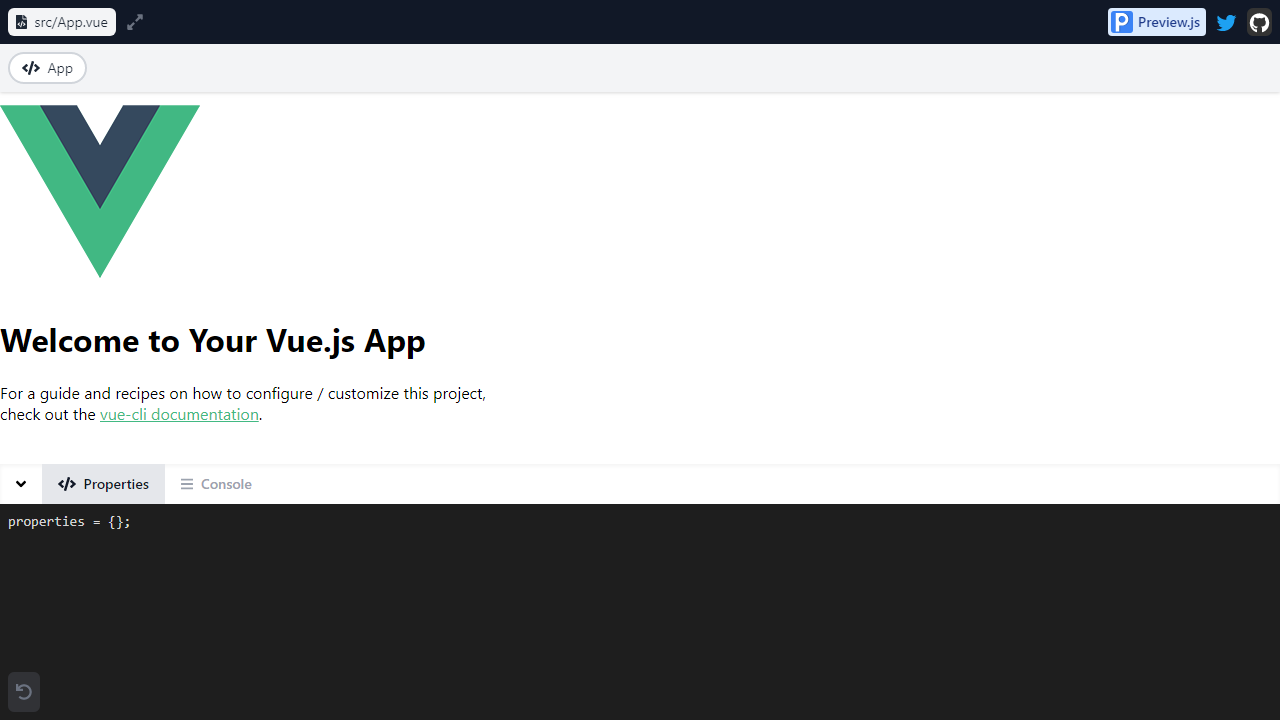 src/App.vue
Preview.js
App
Welcome to Your Vue.js App
For a guide and recipes on how to configure / customize this project,
check out the vue-cli documentation.
Properties
Console
properties = {};